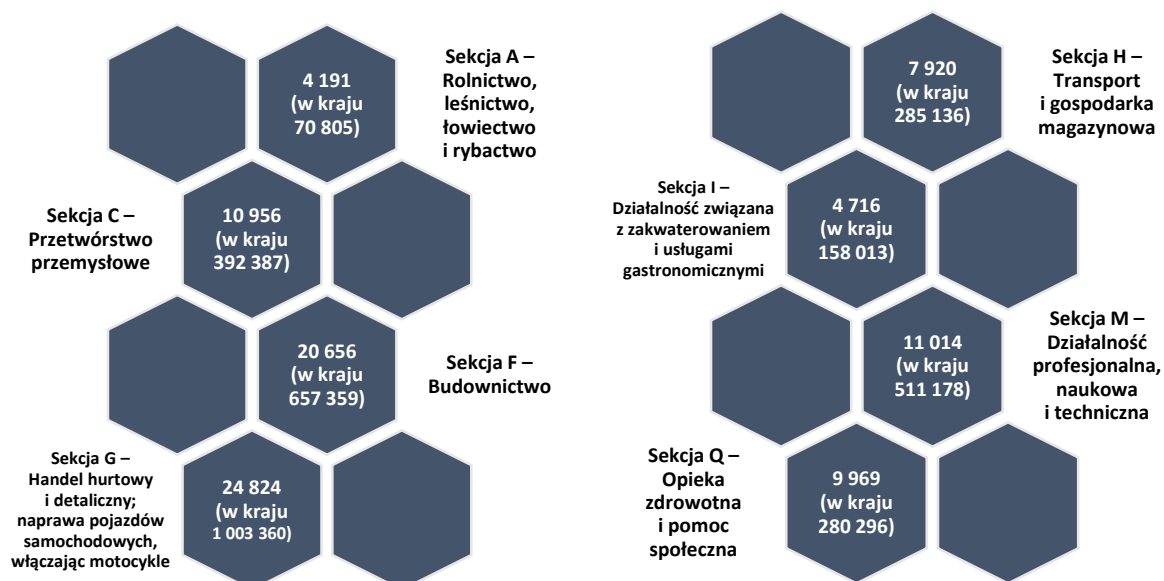 4 191
(w kraju
70 805)
Sekcja A –
Rolnictwo,
leśnictwo,
łowiectwo
i rybactwo
Sekcja C –
Przetwórstwo
przemysłowe
10 956
(w kraju
392 387)
20 656
(w kraju
657 359)
Sekcja F –
Budownictwo
Sekcja G –
Handel hurtowy
i detaliczny;
naprawa pojazdów
samochodowych,
włączając motocykle
24 824
(w kraju
1 003 360)
7 920
(w kraju
285 136)
Sekcja H –
Transport
i gospodarka
magazynowa
Sekcja I –
Działalność związana
z zakwaterowaniem
i usługami
gastronomicznymi
4 716
(w kraju
158 013)
11 014
(w kraju
511 178)
Sekcja M –
Działalność
profesjonalna,
naukowa
i techniczna
Sekcja Q –
Opieka
zdrowotna
i pomoc
społeczna
9 969
(w kraju
280 296)